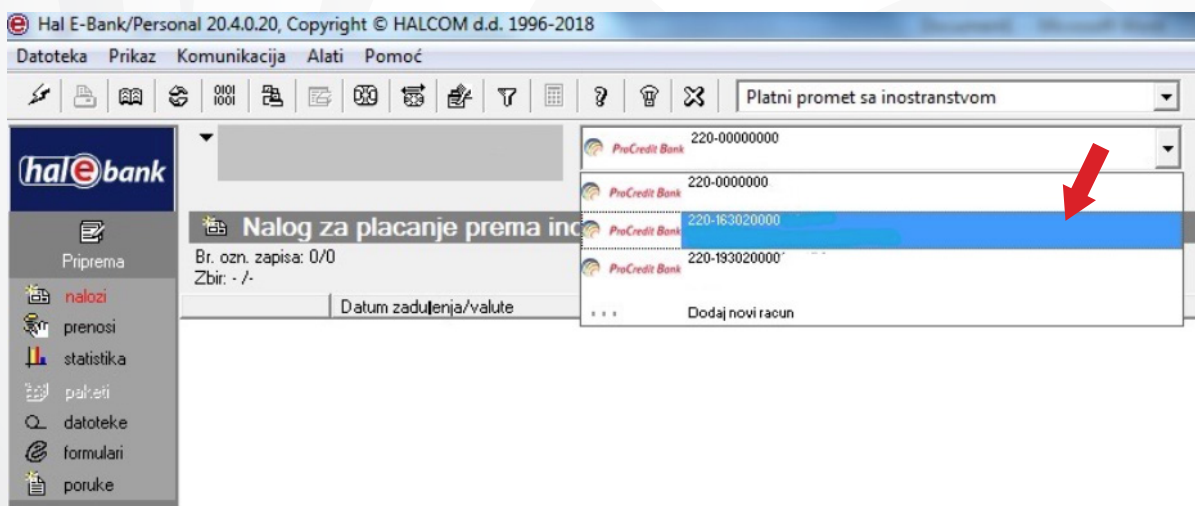 Hal E-Bank/Personal 20.4.0.20, Copyright © HALCOM d.d. 1996-2018
Datoteka Prikaz Komunikacija Alati Pomoć
Platni promet sa inostranstvom
hal e bank
ProCredit Bank 220-00000000
ProCredit Bank 220-0000000
ProCredit Bank 220-163020000
ProCredit Bank 220-193020000
... Dodaj novi racun
Nalog za placanje prema ino
Br. ozn. zapisa: 0/0
Zbir: - /-
Datum zaduļenja/valute
Priprema
nalozi
prenosi
statistika
paketi
datoteke
formulari
poruke